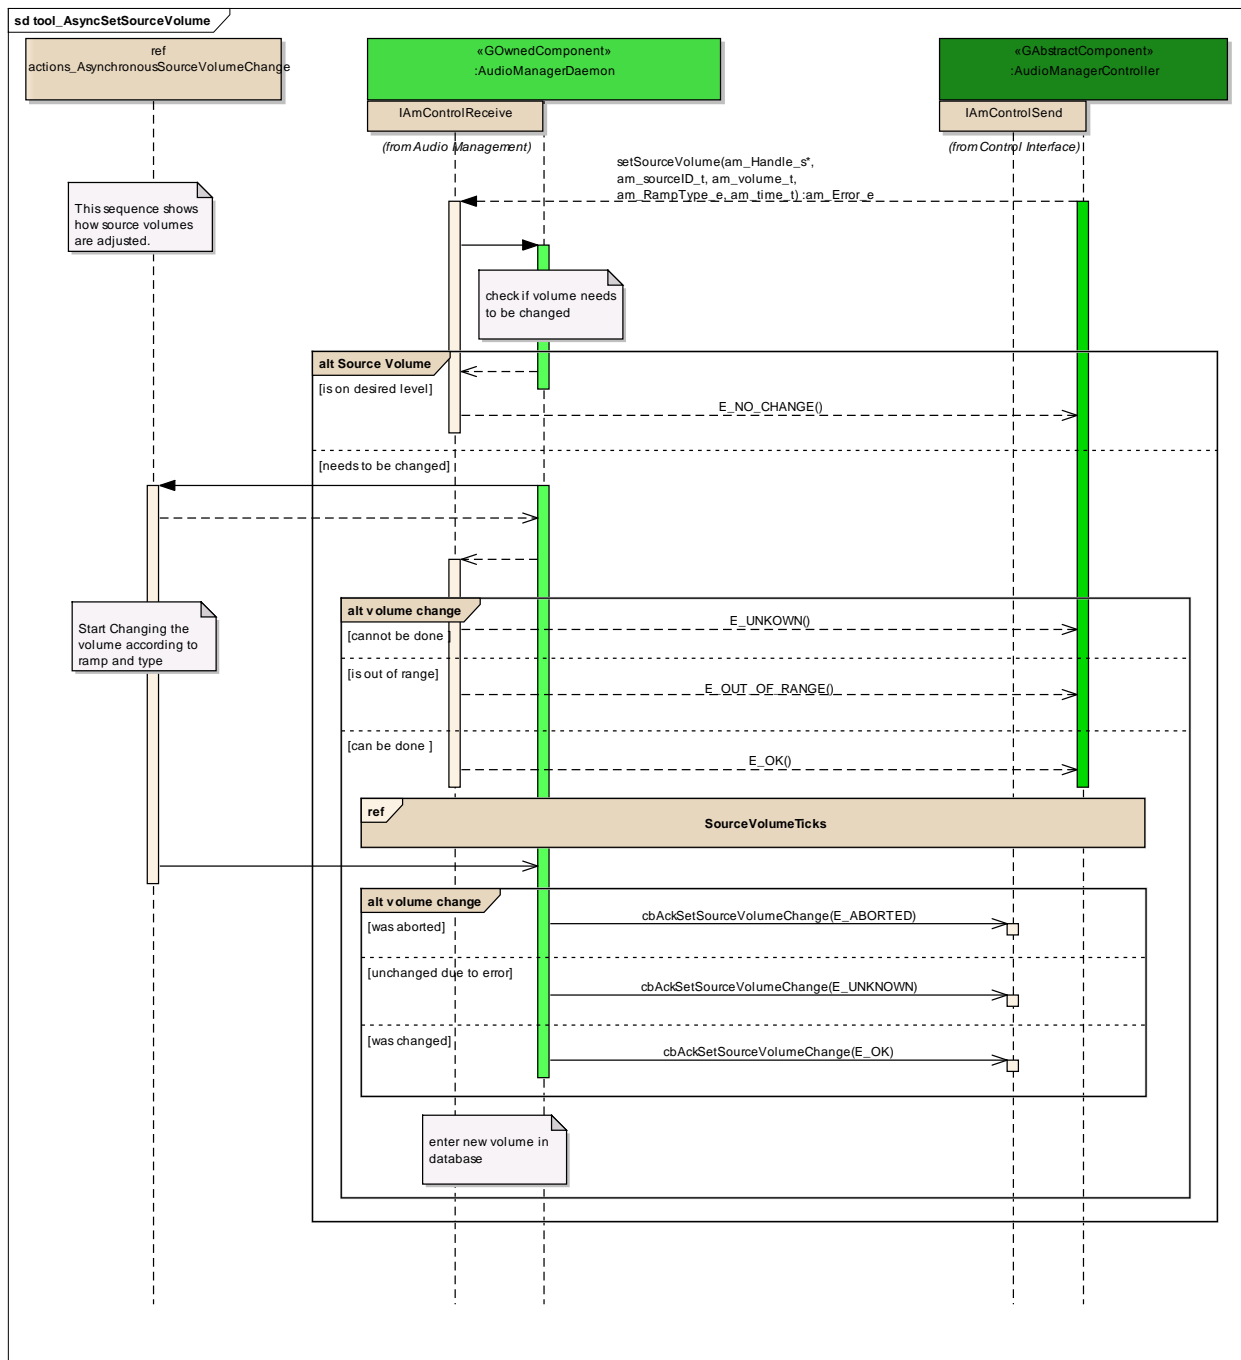 sd tool_AsyncSetSourceVolume
ref
actions_AsynchronousSourceVolumeChange
«GOwnedComponent»
:AudioManagerDaemon
«GAbstractComponent»
:AudioManagerController
IAmControlReceive
IAmControlSend
(from Audio Management)
(from Control Interface)
setSourceVolume(am_Handle_s*,
am_sourceID_t, am_volume_t,
am_RampType_e, am_time_t) :am_Error_e
This sequence shows
how source volumes
are adjusted.
check if volume needs
to be changed
alt Source Volume
[is on desired level]
E_NO_CHANGE()
[needs to be changed]
alt volume change
[cannot be done ]
E_UNKOWN()
Start Changing the
volume according to
ramp and type
[is out of range]
E_OUT_OF_RANGE()
[can be done ]
E_OK()
ref
SourceVolumeTicks
alt volume change
[was aborted]
cbAckSetSourceVolumeChange(E_ABORTED)
[unchanged due to error]
cbAckSetSourceVolumeChange(E_UNKNOWN)
[was changed]
cbAckSetSourceVolumeChange(E_OK)
enter new volume in
database